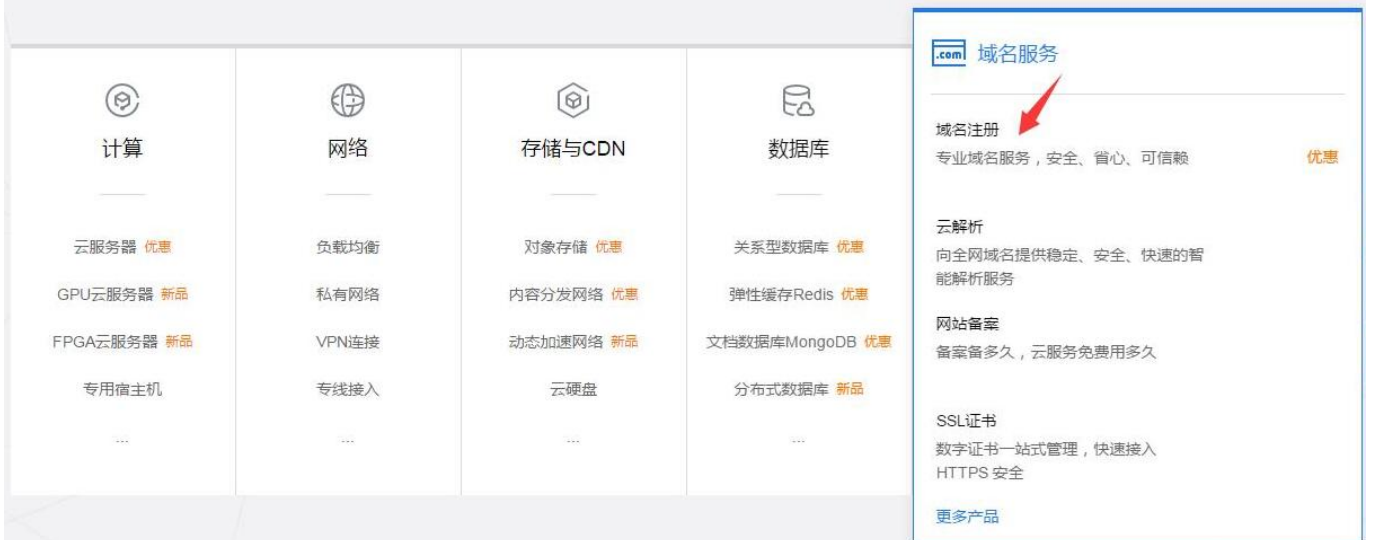 计算
云服务器 优惠
GPU云服务器 新品
FPGA云服务器 新品
专用宿主机
...
网络
负载均衡
私有网络
VPN连接
专线接入
...
存储与CDN
对象存储 优惠
内容分发网络 优惠
动态加速网络 新品
云硬盘
...
数据库
关系型数据库 优惠
弹性缓存Redis 优惠
文档数据库MongoDB 优惠
分布式数据库 新品
...
.com 域名服务
域名注册
专业域名服务，安全、省心、可信赖 优惠
云解析
向全网域名提供稳定、安全、快速的智
能解析服务
网站备案
备案备多久，云服务免费用多久
SSL证书
数字证书一站式管理，快速接入
HTTPS 安全
更多产品